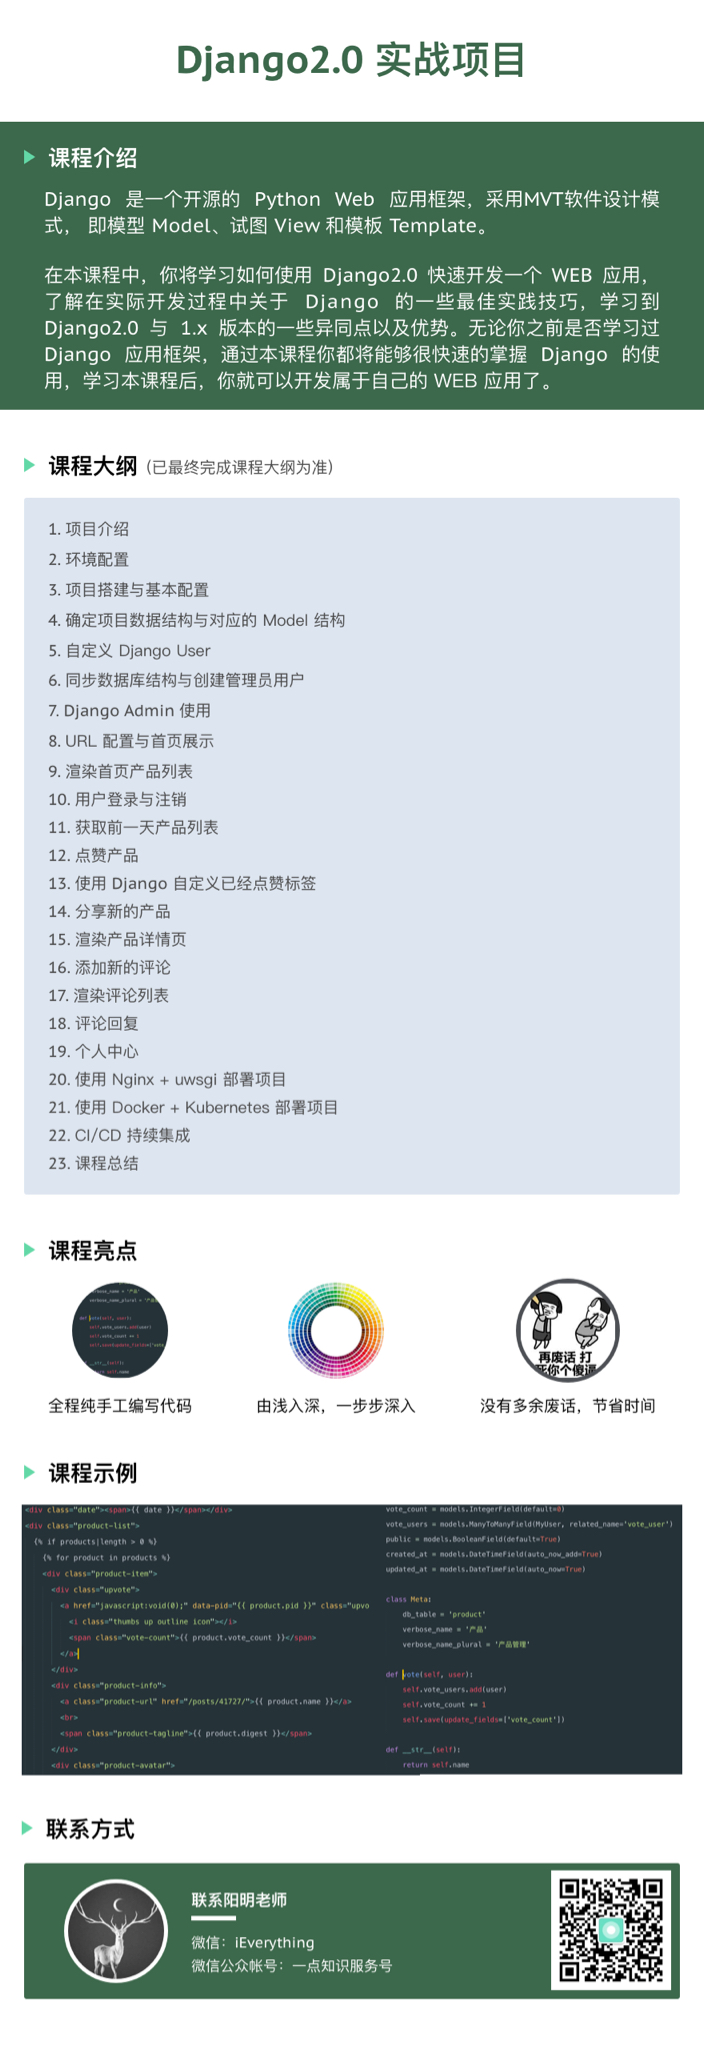 Django2.0 实战项目
课程介绍
Django 是一个开源的 Python Web 应用框架，采用MVT软件设计模
式， 即模型 Model、试图 View 和模板 Template。
在本课程中，你将学习如何使用 Django2.0 快速开发一个 WEB 应用，
了解在实际开发过程中关于 Django 的一些最佳实践技巧，学习到
Django2.0 与 1.x 版本的一些异同点以及优势。无论你之前是否学习过
Django 应用框架，通过本课程你都将能够很快速的掌握 Django 的使
用，学习本课程后，你就可以开发属于自己的 WEB 应用了。
课程大纲 (已最终完成课程大纲为准)
1. 项目介绍
2. 环境配置
3. 项目搭建与基本配置
4. 确定项目数据结构与对应的 Model 结构
5. 自定义 Django User
6. 同步数据库结构与创建管理员用户
7. Django Admin 使用
8. URL 配置与首页展示
9. 渲染首页产品列表
10. 用户登录与注销
11. 获取前一天产品列表
12. 点赞产品
13. 使用 Django 自定义已经点赞标签
14. 分享新的产品
15. 渲染产品详情页
16. 添加新的评论
17. 渲染评论列表
18. 评论回复
19. 个人中心
20. 使用 Nginx + uwsgi 部署项目
21. 使用 Docker + Kubernetes 部署项目
22. CI/CD 持续集成
23. 课程总结
课程亮点
verbose_name = '产品'
verbose_name_plural = '产品
def vote(self, user):
self.vote_users.add(user)
self.vote_count += 1
self.save(update_fields=['vote
__str__(self):
return self.name
再废话 打
死你个傻逼
全程纯手工编写代码
由浅入深，一步步深入
没有多余废话，节省时间
课程示例
<div class="date"><span>{{ date }}</span></div>
<div class="product-list">
{% if products|length > 0 %}
{% for product in products %}
<div class="product-item">
<div class="upvote">
<a href="javascript:void(0);" data-pid="{{ product.pid }}" class="upvo
<i class="thumbs up outline icon"></i>
<span class="vote-count">{{ product.vote_count }}</span>
</a>
</div>
<div class="product-info">
<a class="product-url" href="/posts/41727/">{{ product.name }}</a>
<br>
<span class="product-tagline">{{ product.digest }}</span>
</div>
<div class="product-avatar">
vote_count = models.IntegerField(default=0)
vote_users = models.ManyToManyField(MyUser, related_name='vote_user')
public = models.BooleanField(default=True)
created_at = models.DateTimeField(auto_now_add=True)
updated_at = models.DateTimeField(auto_now=True)
class Meta:
db_table = 'product'
verbose_name = '产品'
verbose_name_plural = '产品管理'
def vote(self, user):
self.vote_users.add(user)
self.vote_count += 1
self.save(update_fields=['vote_count'])
def __str__(self):
return self.name
联系方式
联系阳明老师
微信：iEverything
微信公众帐号：一点知识服务号